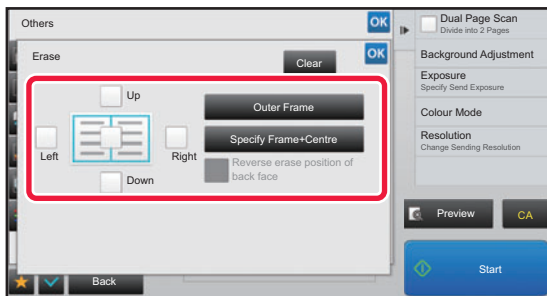 Others
OK
Erase
Clear
OK
Up
Left
Right
Down
Outer Frame
Specify Frame+Centre
Reverse erase position of
back face
Back
Dual Page Scan
Divide into 2 Pages
Background Adjustment
Exposure
Specify Send Exposure
Colour Mode
Resolution
Change Sending Resolution
Preview
CA
Start